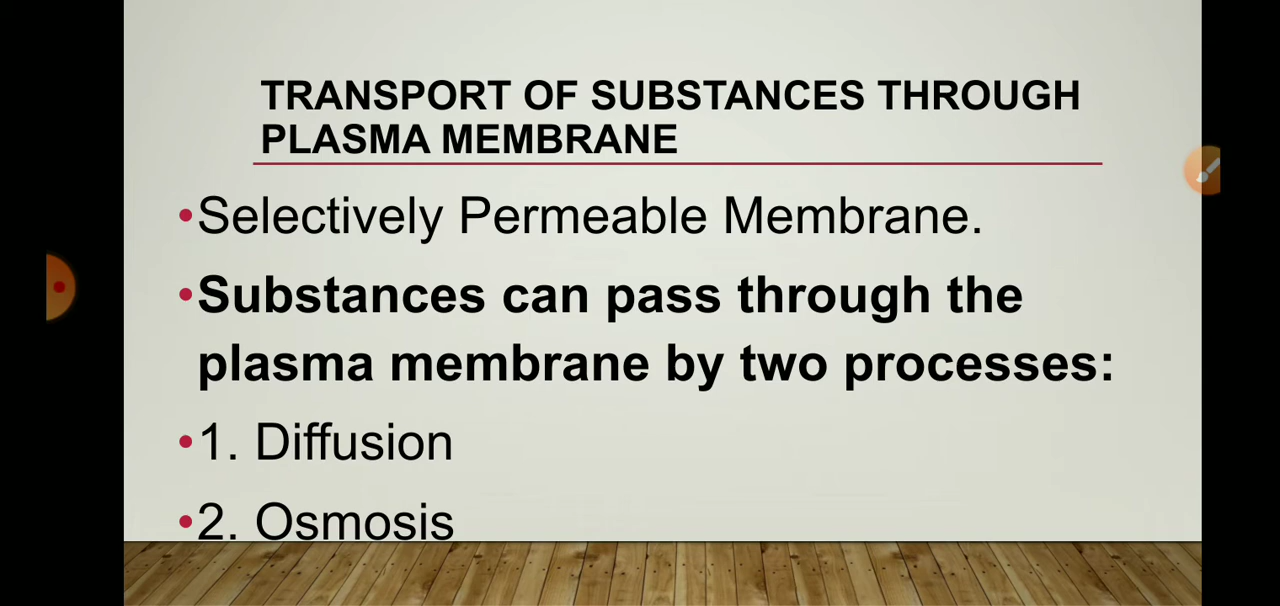 TRANSPORT OF SUBSTANCES THROUGH
PLASMA MEMBRANE
•Selectively Permeable Membrane.
•Substances can pass through the
plasma membrane by two processes:
•1. Diffusion
•2. Osmosis